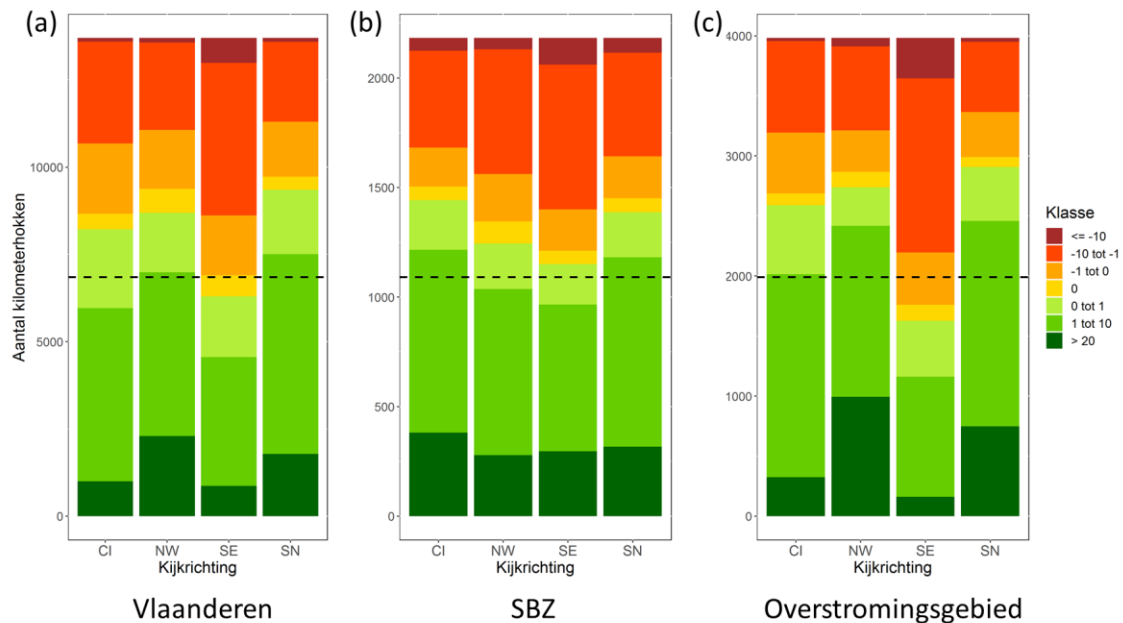 (a)
(b)
(c)
Aantal kilometerhokken
10000
5000
0
CI NW SE SN
Kijkrichting
Vlaanderen
2000
1500
1000
500
0
CI NW SE SN
Kijkrichting
SBZ
4000
3000
2000
1000
0
CI NW SE SN
Kijkrichting
Overstromingsgebied
Klasse
<= -10
-10 tot -1
-1 tot 0
0
0 tot 1
1 tot 10
> 20